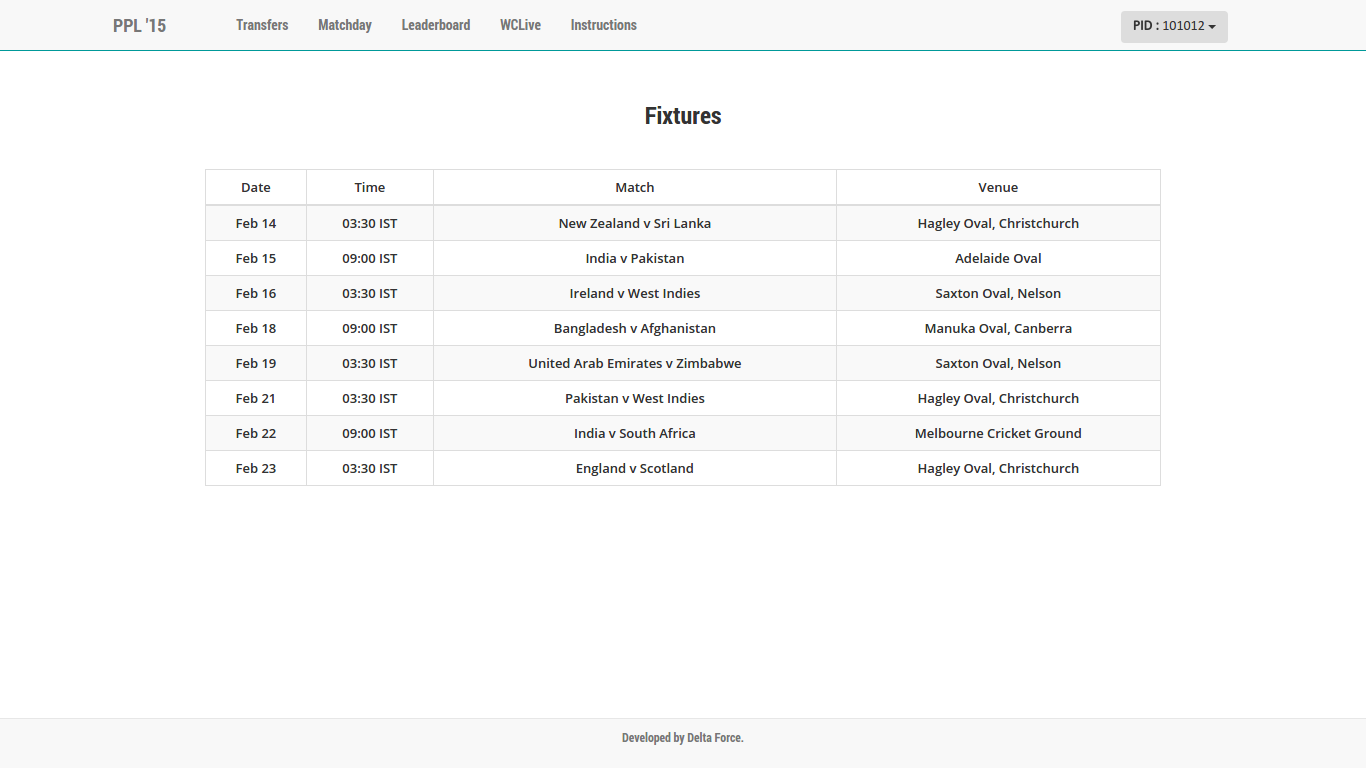 PPL '15 Transfers Matchday Leaderboard WCLive Instructions PID : 101012
Fixtures
Date Time Match Venue
Feb 14 03:30 IST New Zealand v Sri Lanka Hagley Oval, Christchurch
Feb 15 09:00 IST India v Pakistan Adelaide Oval
Feb 16 03:30 IST Ireland v West Indies Saxton Oval, Nelson
Feb 18 09:00 IST Bangladesh v Afghanistan Manuka Oval, Canberra
Feb 19 03:30 IST United Arab Emirates v Zimbabwe Saxton Oval, Nelson
Feb 21 03:30 IST Pakistan v West Indies Hagley Oval, Christchurch
Feb 22 09:00 IST India v South Africa Melbourne Cricket Ground
Feb 23 03:30 IST England v Scotland Hagley Oval, Christchurch
Developed by Delta Force.